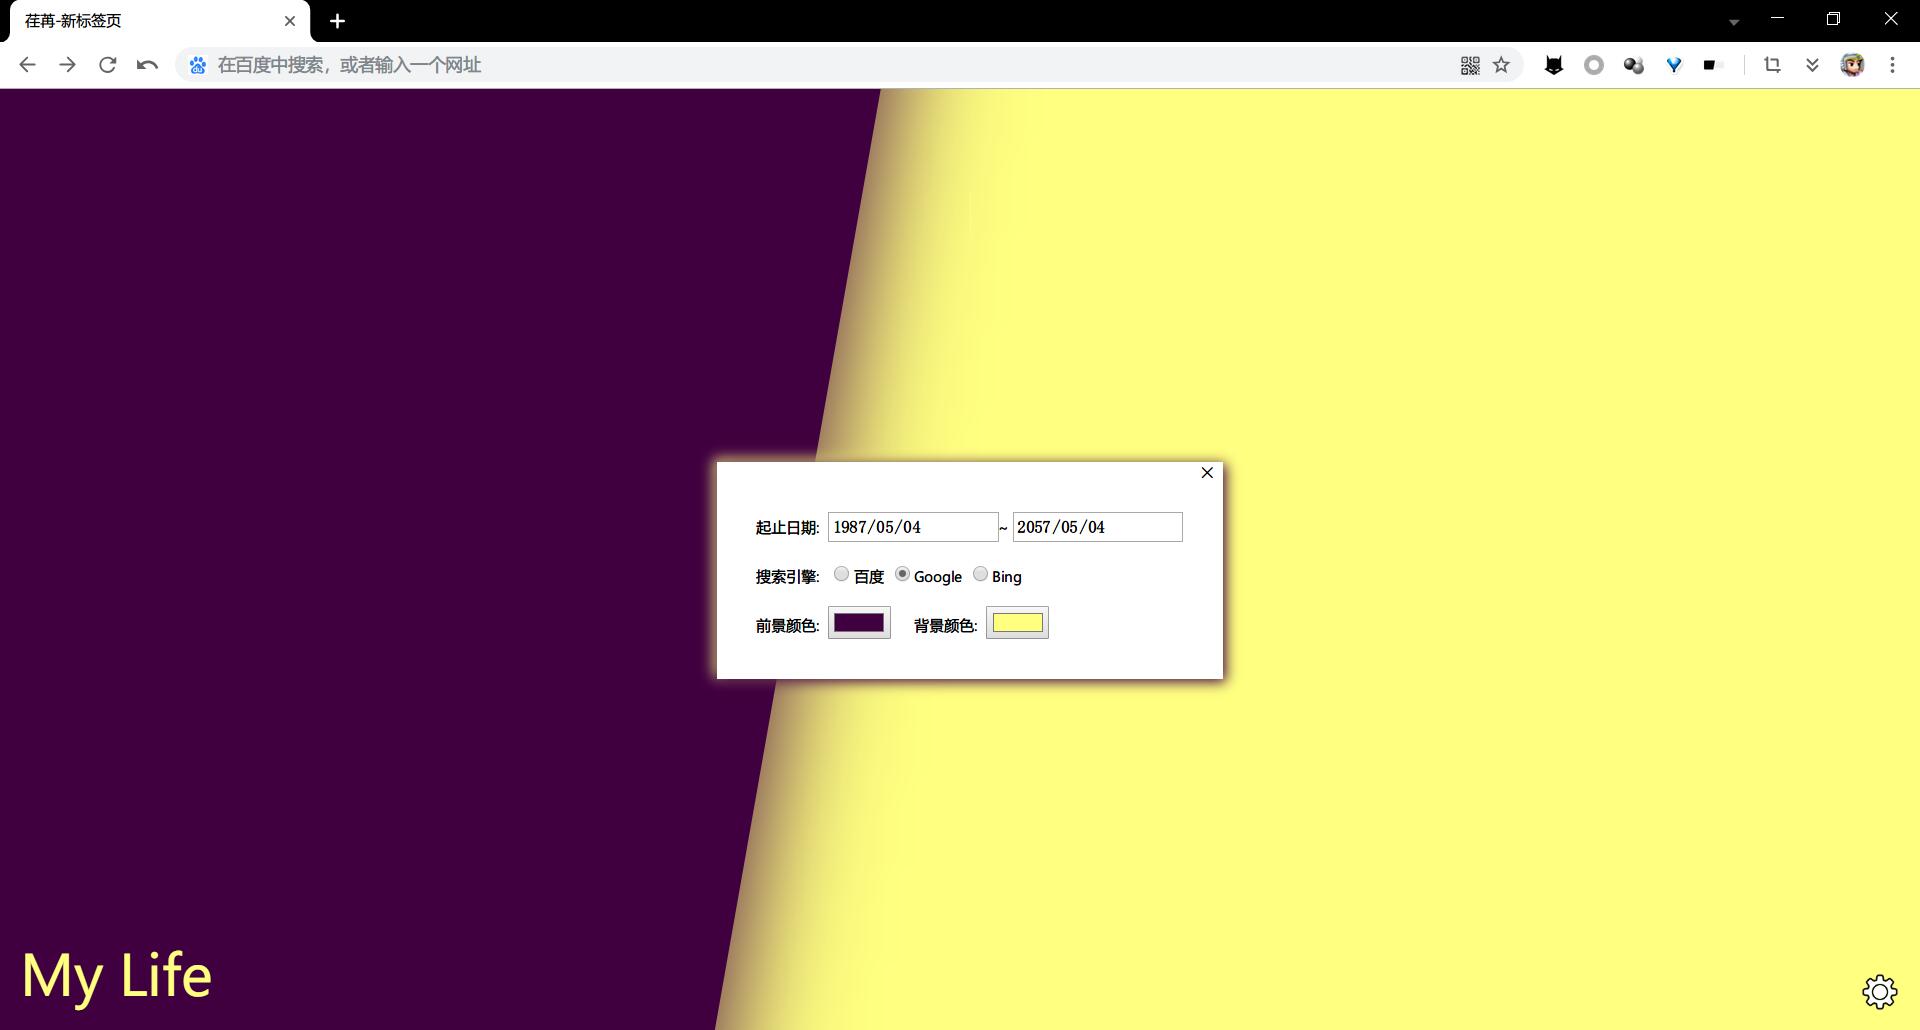 荏苒-新标签页
在百度中搜索，或者输入一个网址
起止日期: 1987/05/04 ~ 2057/05/04
搜索引擎: 百度 Google Bing
前景颜色: 背景颜色:
My Life